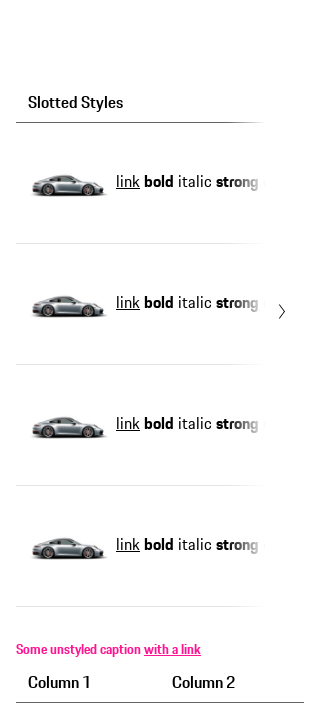 Slotted Styles
link bold italic strong
link bold italic strong
link bold italic strong
link bold italic strong
Some unstyled caption with a link
Column 1 Column 2